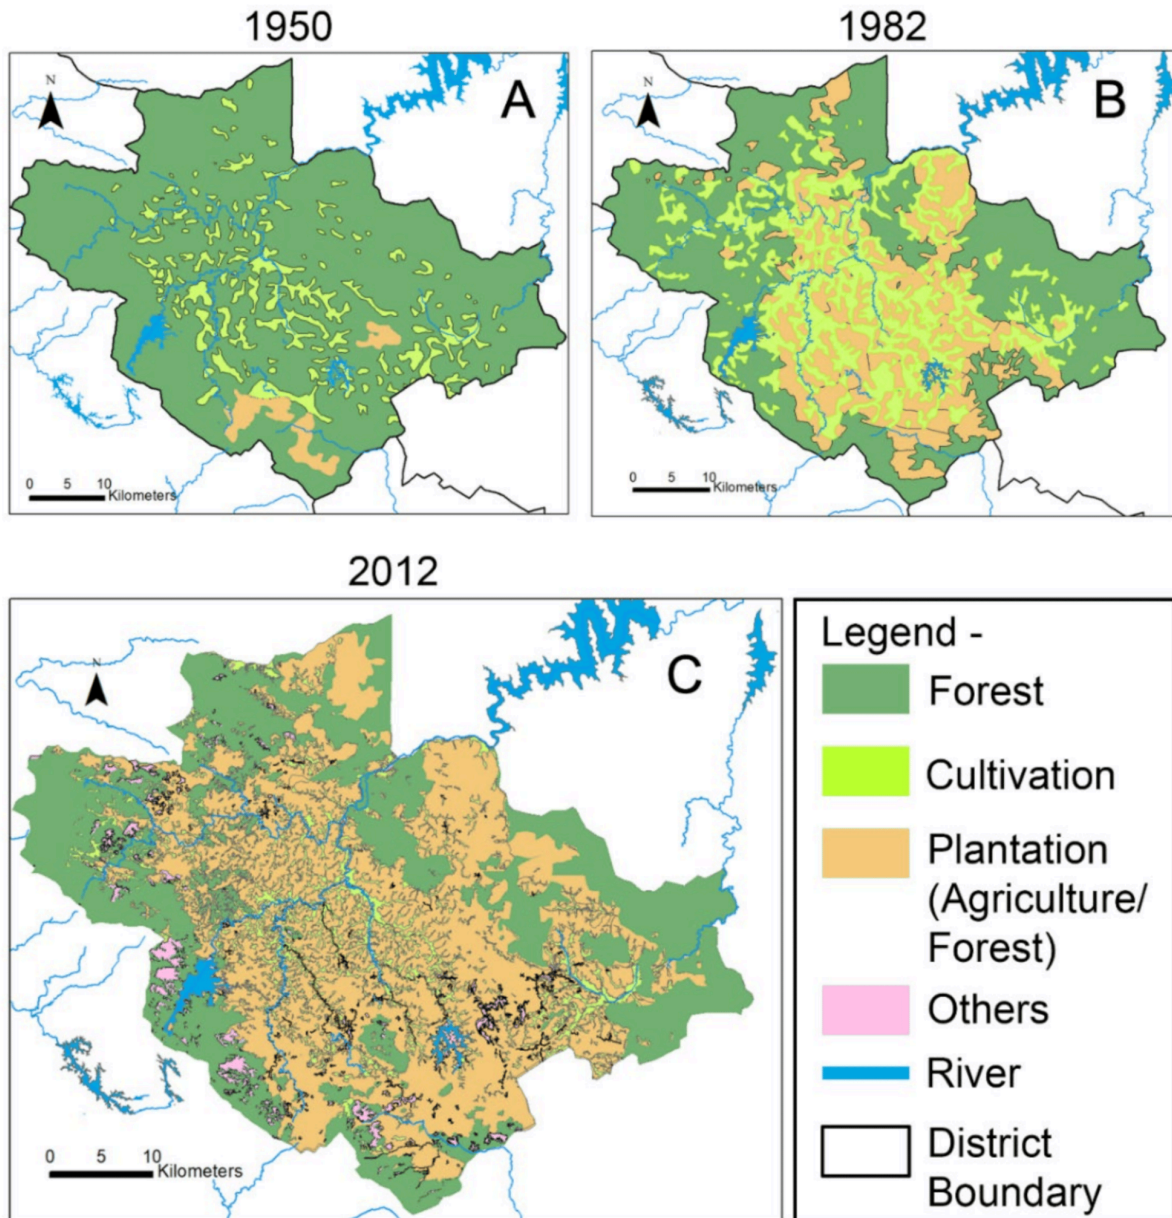 1950
1982
N
A
N
B
0 5 10
Kilometers
0 5 10
Kilometers
2012
N
C
0 10
Kilometers
5
Legend -
Forest
Cultivation
Plantation
(Agriculture/
Forest)
Others
River
District
Boundary